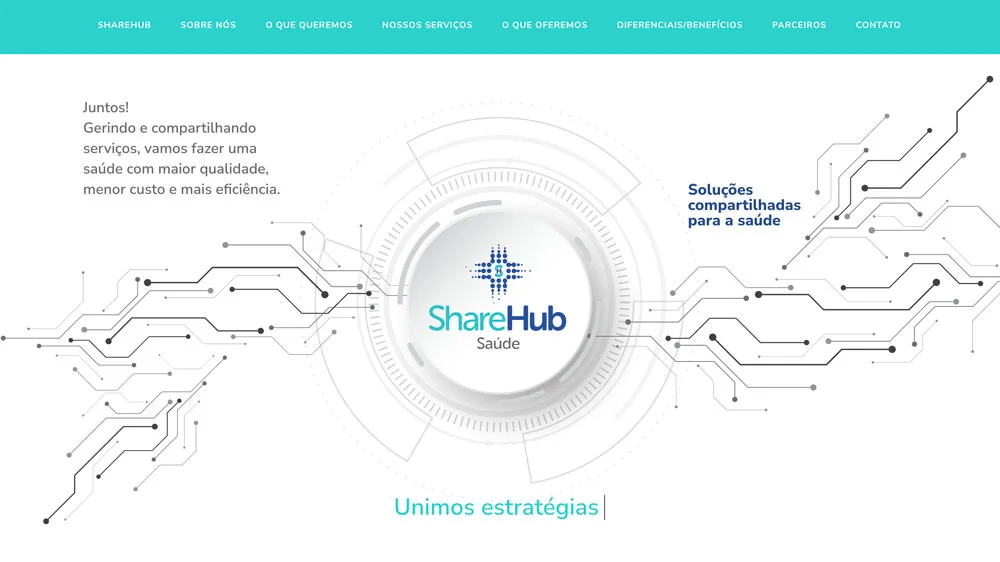 SHAREHUB SOBRE NÓS O QUE QUEREMOS NOSSOS SERVIÇOS O QUE OFEREMOS DIFERENCIAIS/BENEFÍCIOS PARCEIROS CONTATO
Juntos!
Gerindo e compartilhando
serviços, vamos fazer uma
saúde com maior qualidade,
menor custo e mais eficiência.
Soluções
compartilhadas
para a saúde
ShareHub
Saúde
Unimos estratégias